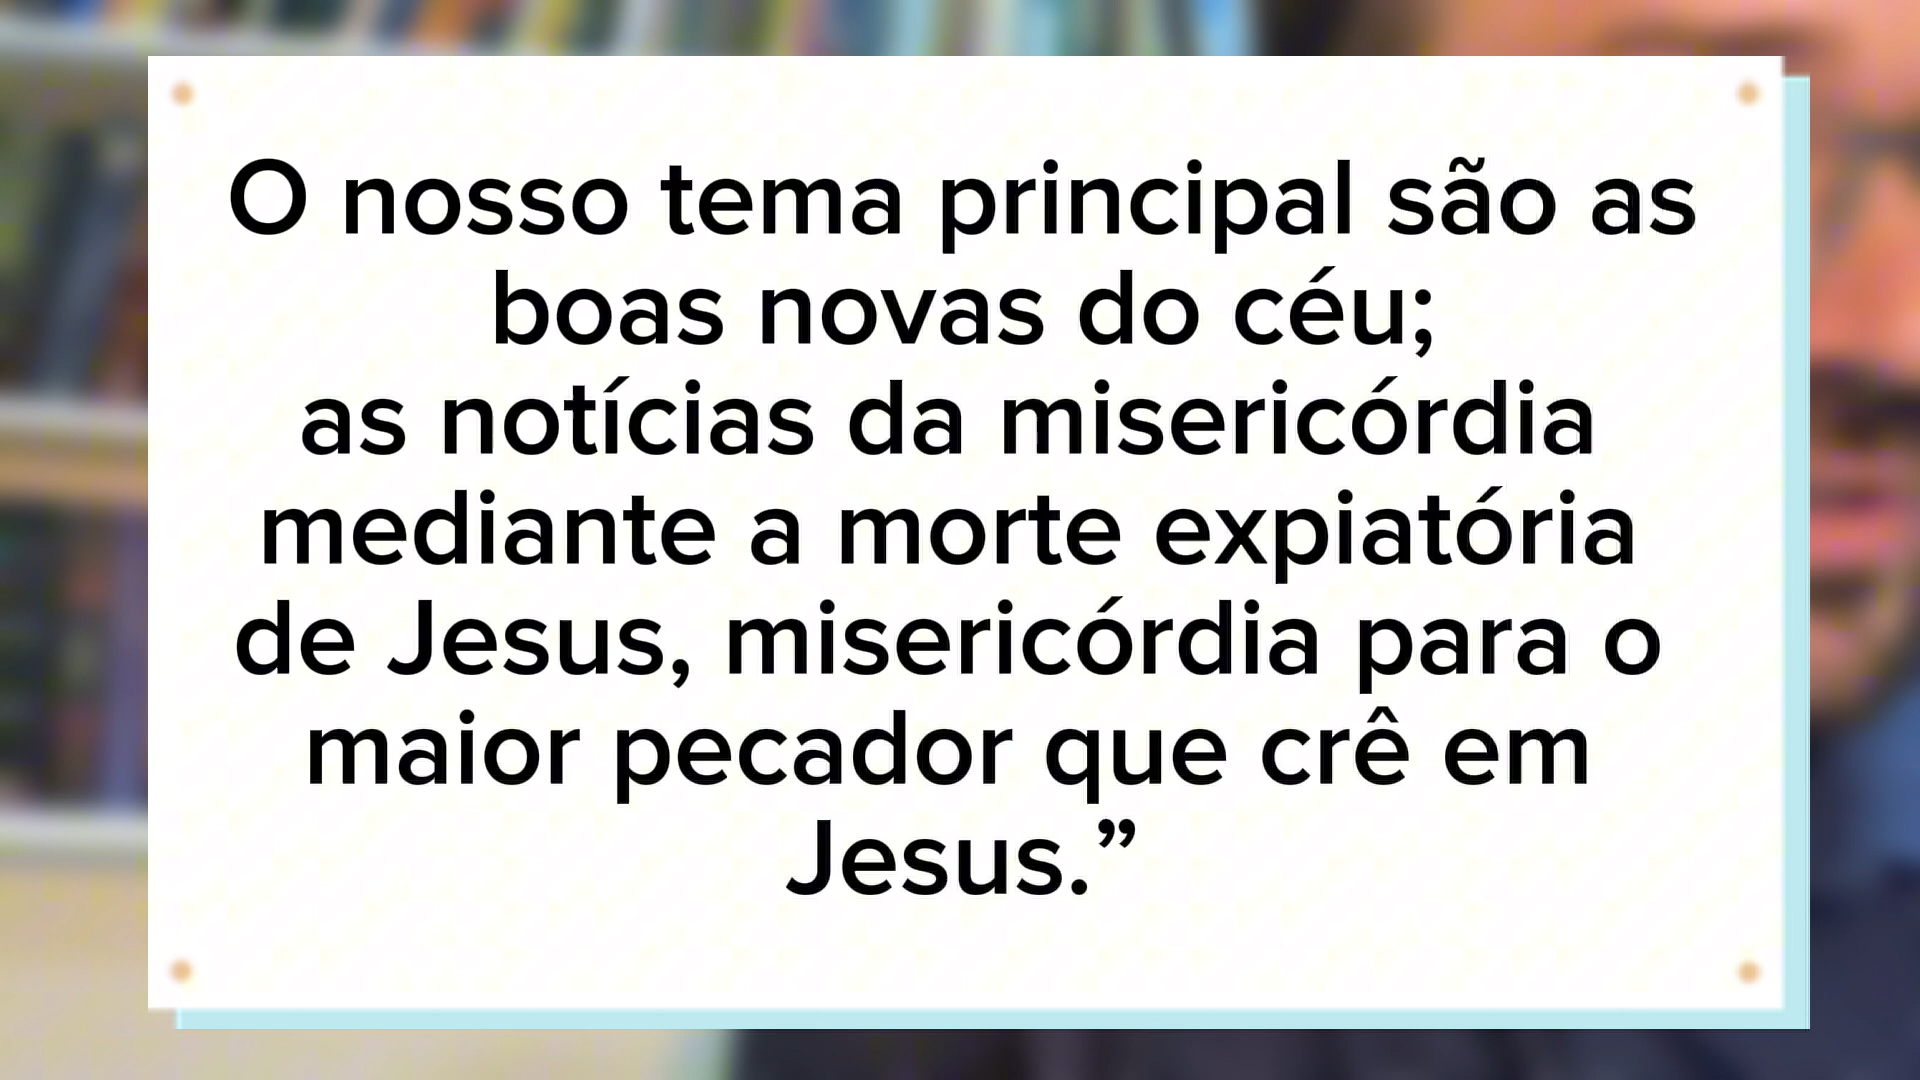 O nosso tema principal são as
boas novas do céu;
as notícias da misericórdia
mediante a morte expiatória
de Jesus, misericórdia para o
maior pecador que crê em
Jesus.”